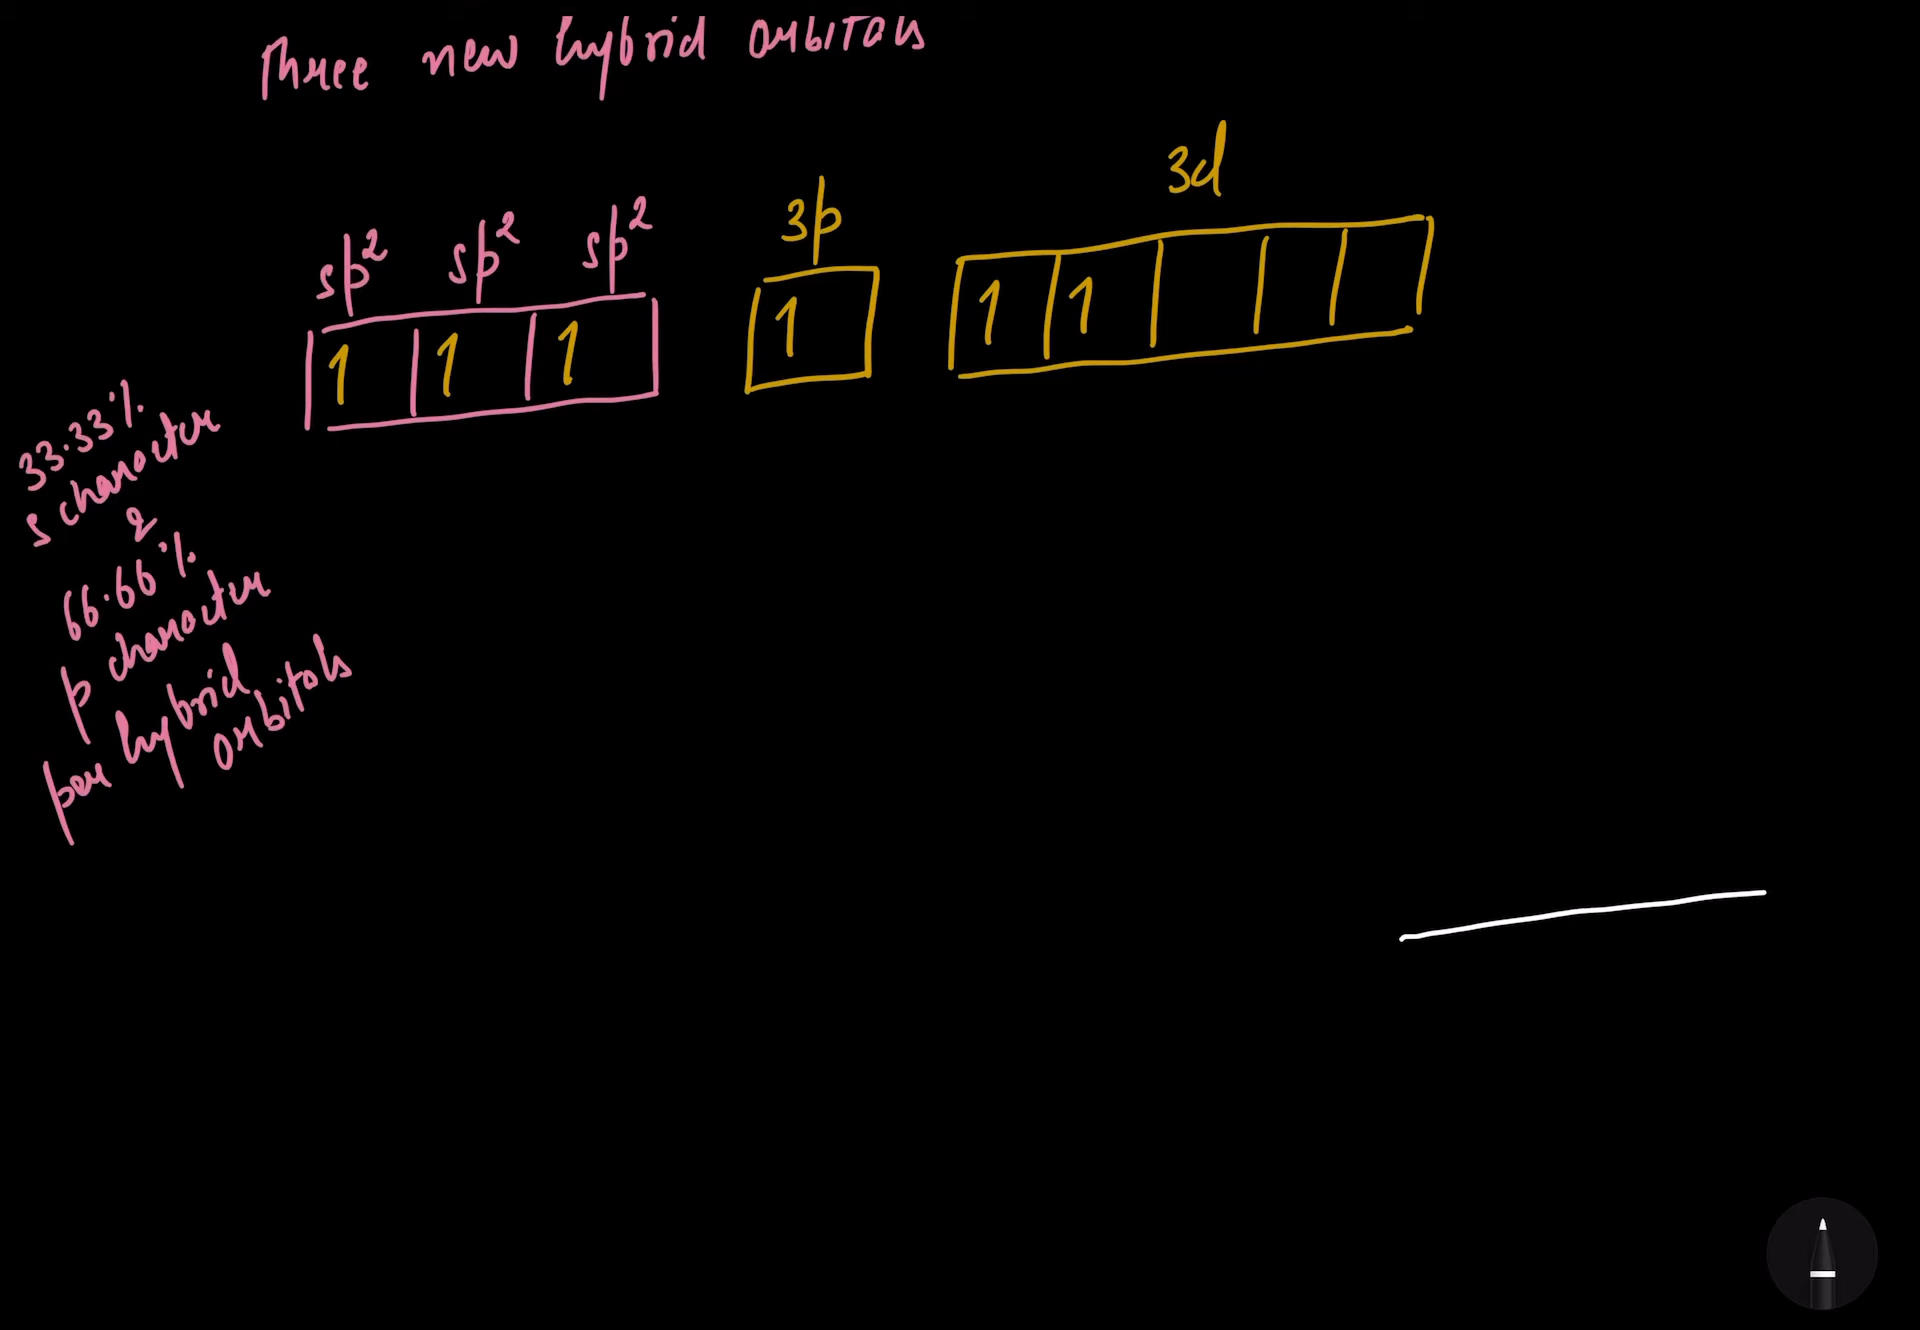 Three new hybrid orbitals
3d
3p
sp² sp² sp²
1 1 1 1 1 1
33.33%
s character
&
66.66%
p character
per hybrid
orbitals